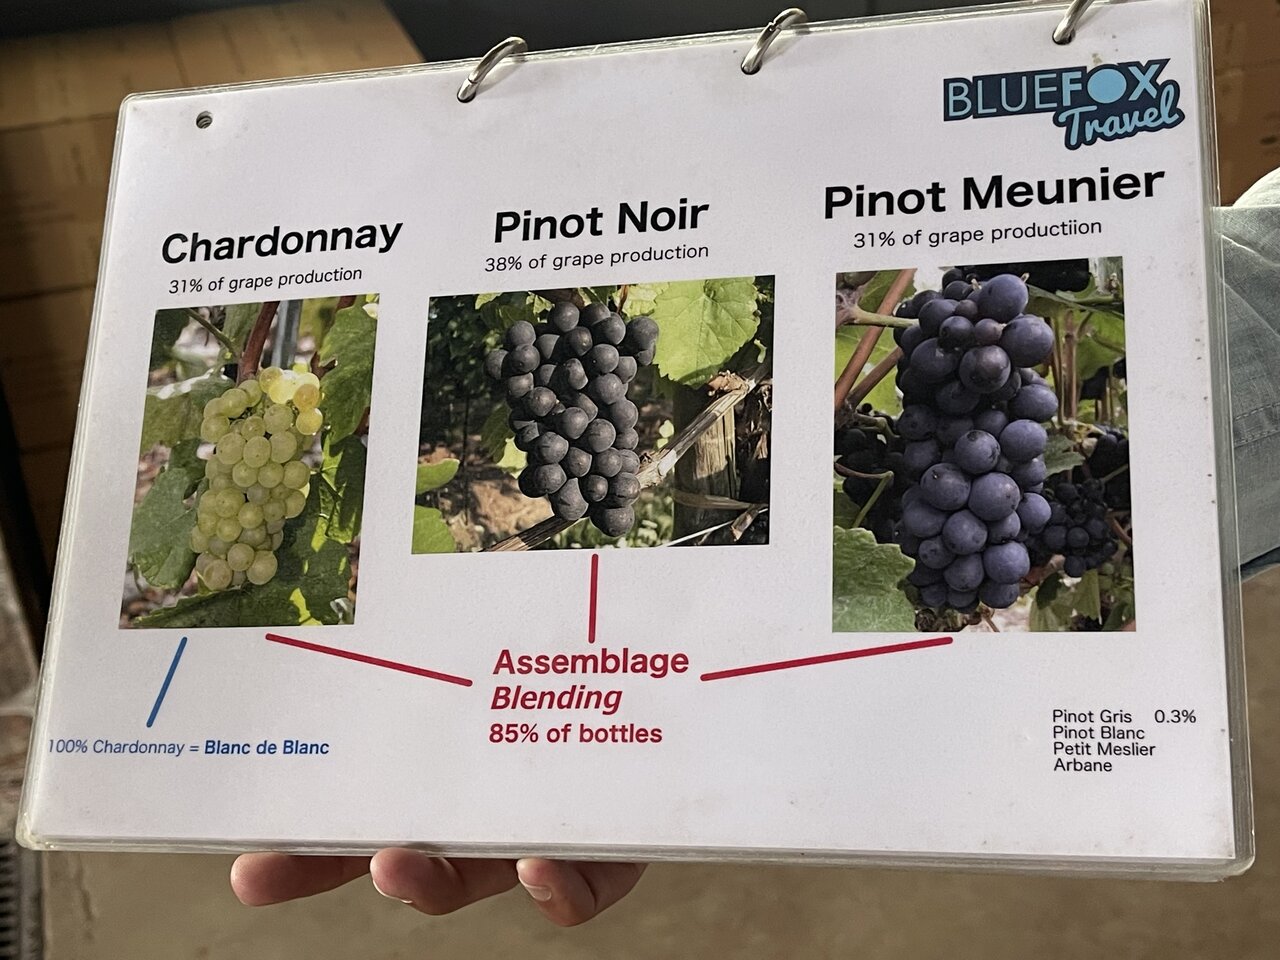 BLUEFOX
Travel
Chardonnay
31% of grape production
Pinot Noir
38% of grape production
Pinot Meunier
31% of grape productiion
Assemblage
Blending
85% of bottles
100% Chardonnay = Blanc de Blanc
Pinot Gris 0.3%
Pinot Blanc
Petit Meslier
Arbane